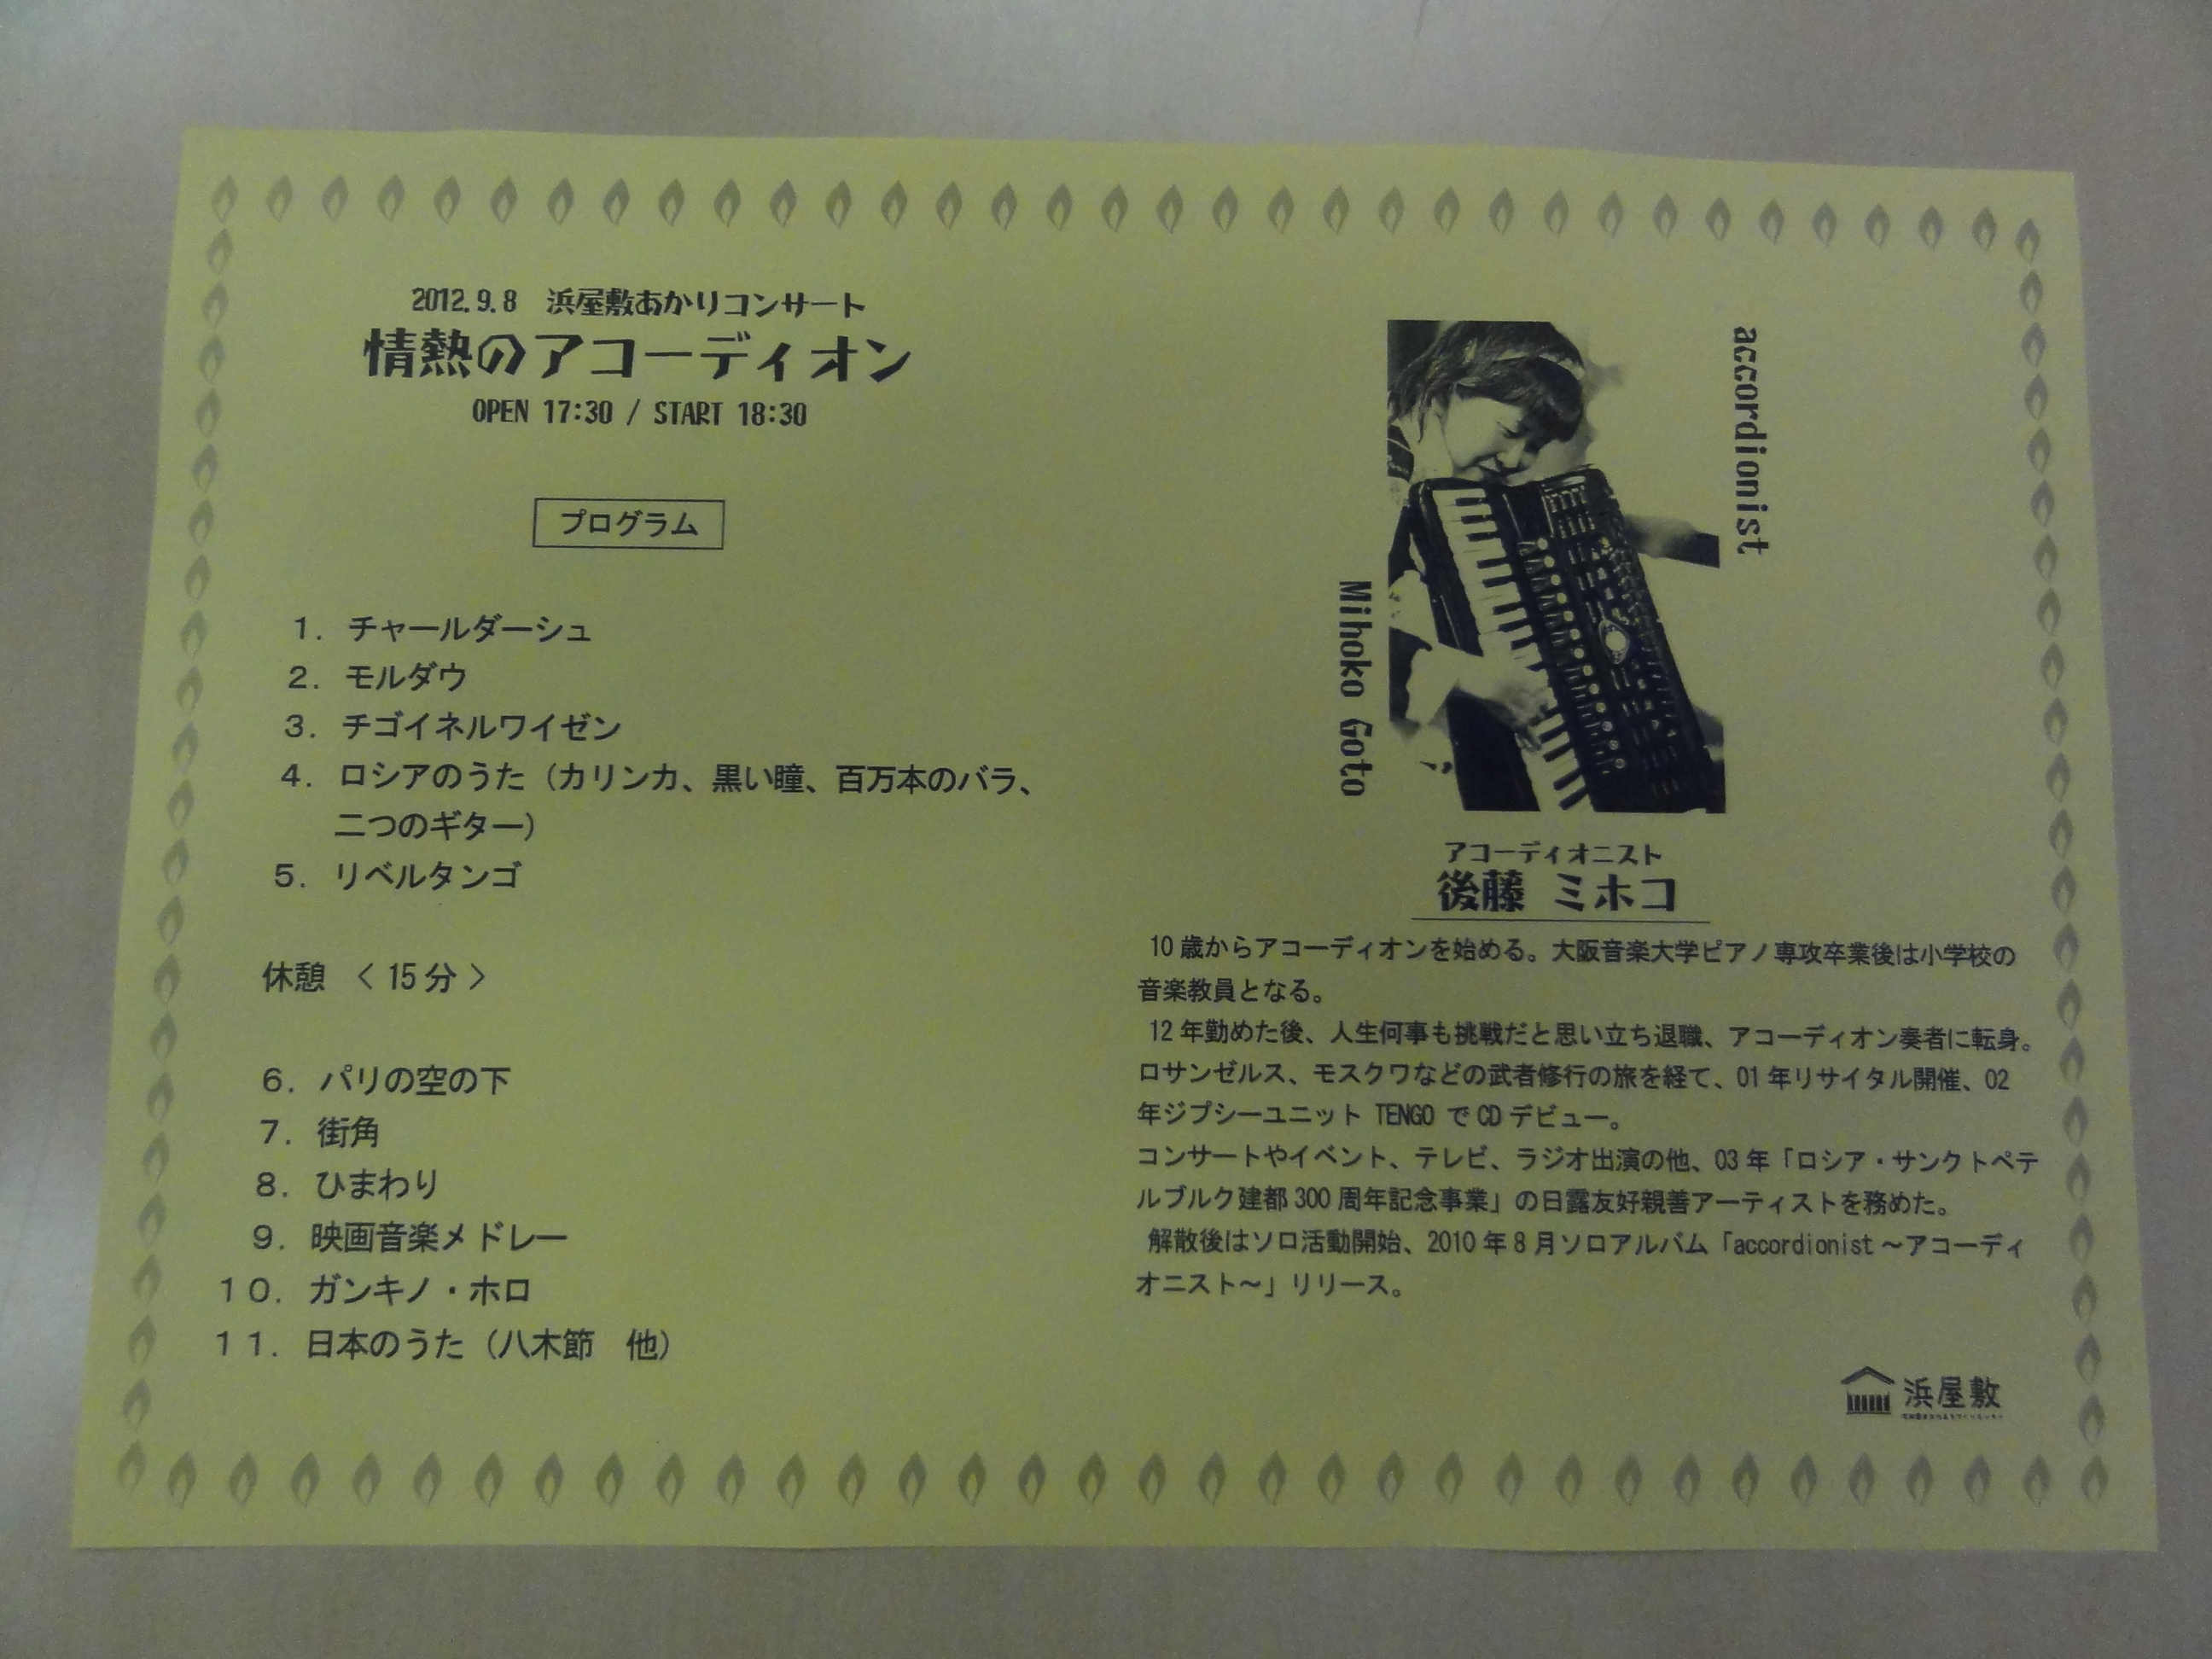 2012.9.8　浜屋敷あかりコンサート
情熱のアコーディオン
OPEN 17:30 / START 18:30
プログラム
１．チャールダーシュ
２．モルダウ
３．チゴイネルワイゼン
４．ロシアのうた（カリンカ、黒い瞳、百万本のバラ、
二つのギター）
５．リベルタンゴ
休憩　＜15分＞
６．パリの空の下
７．街角
８．ひまわり
９．映画音楽メドレー
１０．ガンキノ・ホロ
１１．日本のうた（八木節　他）
accordionist
Mihoko Goto
アコーディオニスト
後藤 ミホコ
10歳からアコーディオンを始める。大阪音楽大学ピアノ専攻卒業後は小学校の
音楽教員となる。
12年勤めた後、人生何事も挑戦だと思い立ち退職、アコーディオン奏者に転身。
ロサンゼルス、モスクワなどの武者修行の旅を経て、01年リサイタル開催、02
年ジプシーユニット TENGO で CD デビュー。
コンサートやイベント、テレビ、ラジオ出演の他、03年「ロシア・サンクトペテ
ルブルク建都300周年記念事業」の日露友好親善アーティストを務めた。
解散後はソロ活動開始、2010年8月ソロアルバム「accordionist～アコーディ
オニスト～」リリース。
浜屋敷